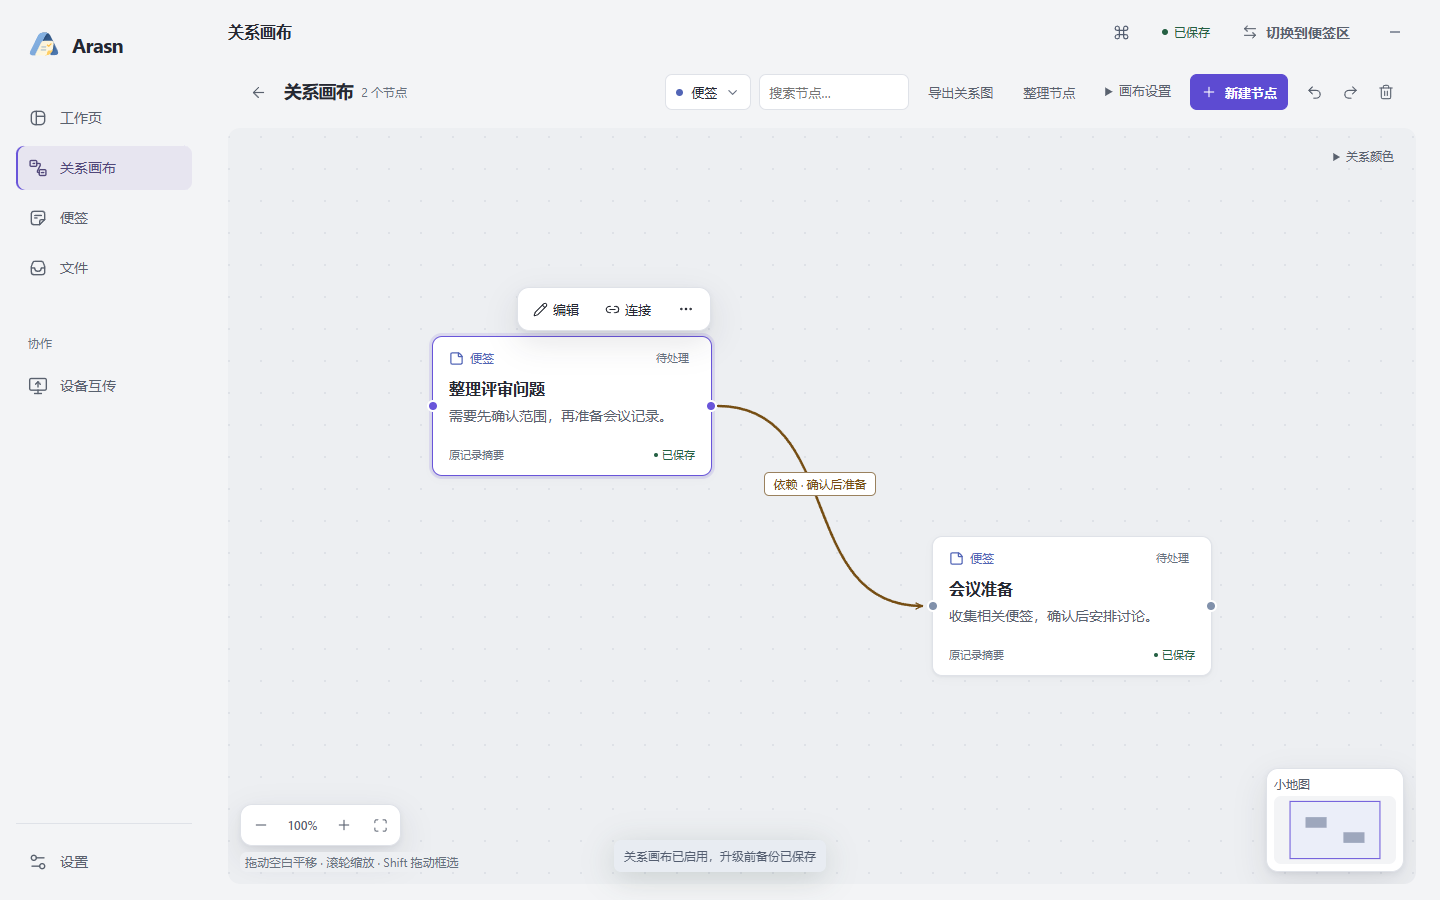 Arasn
工作页
关系画布
便签
文件
协作
设备互传
设置
关系画布
已保存
切换到便签区
关系画布
2 个节点
便签
搜索节点...
导出关系图
整理节点
画布设置
新建节点
关系颜色
编辑
连接
便签
待处理
整理评审问题
需要先确认范围，再准备会议记录。
原记录摘要
已保存
依赖 · 确认后准备
便签
待处理
会议准备
收集相关便签，确认后安排讨论。
原记录摘要
已保存
100%
拖动空白平移 · 滚轮缩放 · Shift 拖动框选
关系画布已启用，升级前备份已保存
小地图